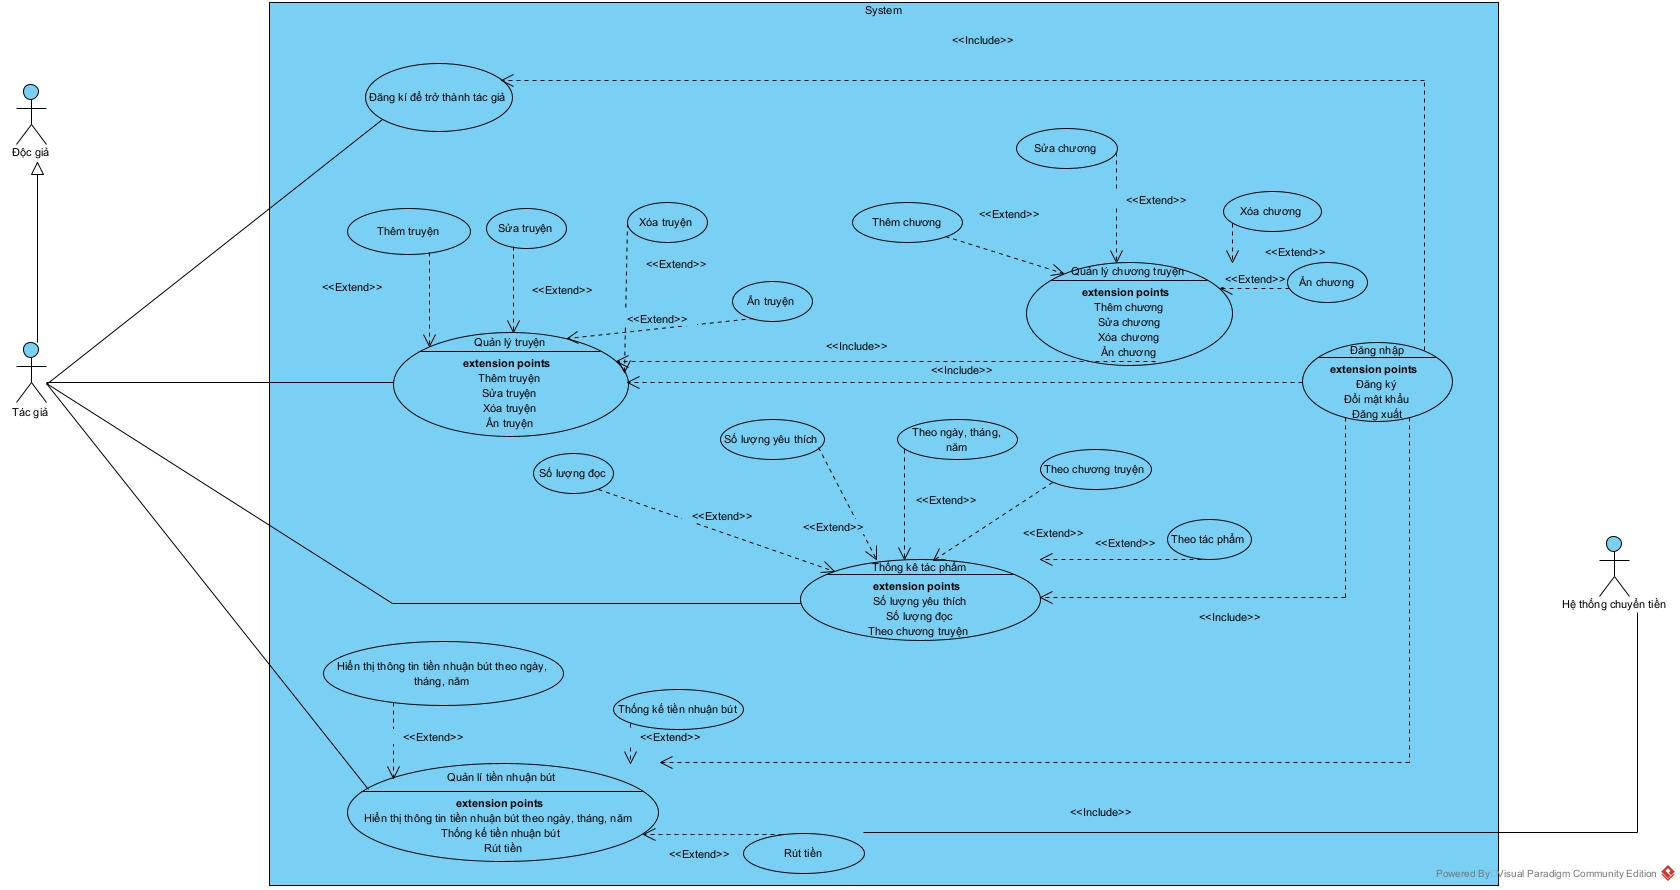 System
<<Include>>
Đăng kí để trở thành tác giả
Độc giả
Sửa chương
<<Extend>>
Xóa chương
Thêm chương
<<Extend>>
Xóa truyện
Sửa truyện
Thêm truyện
<<Extend>>
<<Extend>>
Quản lý chương truyện
<<Extend>>
Ẩn chương
extension points
Thêm chương
Sửa chương
Xóa chương
Ẩn chương
<<Extend>>
<<Extend>>
Ẩn truyện
<<Extend>>
Quản lý truyện
extension points
Thêm truyện
Sửa truyện
Xóa truyện
Ẩn truyện
<<Include>>
<<Include>>
Đăng nhập
extension points
Đăng ký
Đổi mật khẩu
Đăng xuất
Tác giả
Số lượng yêu thích
Theo ngày, tháng,
năm
Số lượng đọc
Theo chương truyện
<<Extend>>
<<Extend>>
<<Extend>>
<<Extend>>
<<Extend>>
Theo tác phẩm
Thống kê tác phẩm
extension points
Số lượng yêu thích
Số lượng đọc
Theo chương truyện
<<Include>>
Hệ thống chuyển tiền
Hiển thị thông tin tiền nhuận bút theo ngày,
tháng, năm
<<Extend>>
Thống kế tiền nhuận bút
<<Extend>>
Quản lí tiền nhuận bút
extension points
Hiển thị thông tin tiền nhuận bút theo ngày, tháng, năm
Thống kế tiền nhuận bút
Rút tiền
<<Include>>
<<Extend>>
Rút tiền
Powered By: Visual Paradigm Community Edition